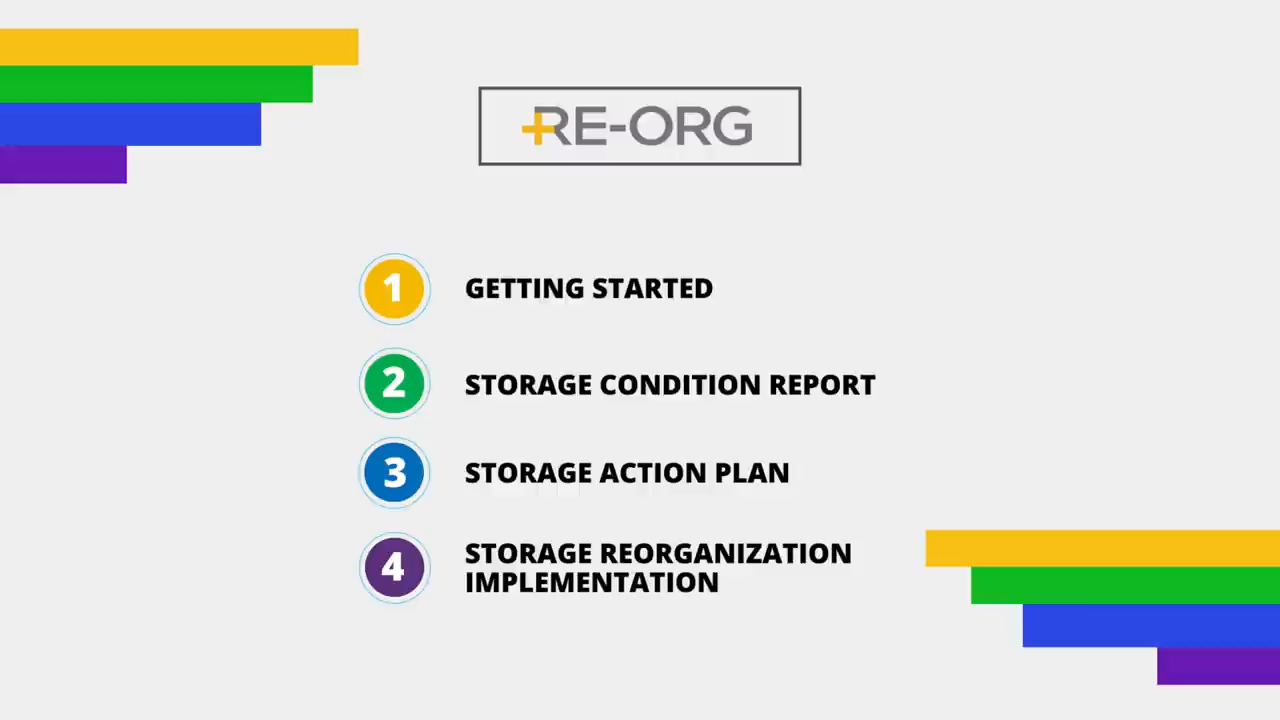 +RE-ORG
1 GETTING STARTED
2 STORAGE CONDITION REPORT
3 STORAGE ACTION PLAN
4 STORAGE REORGANIZATION
IMPLEMENTATION